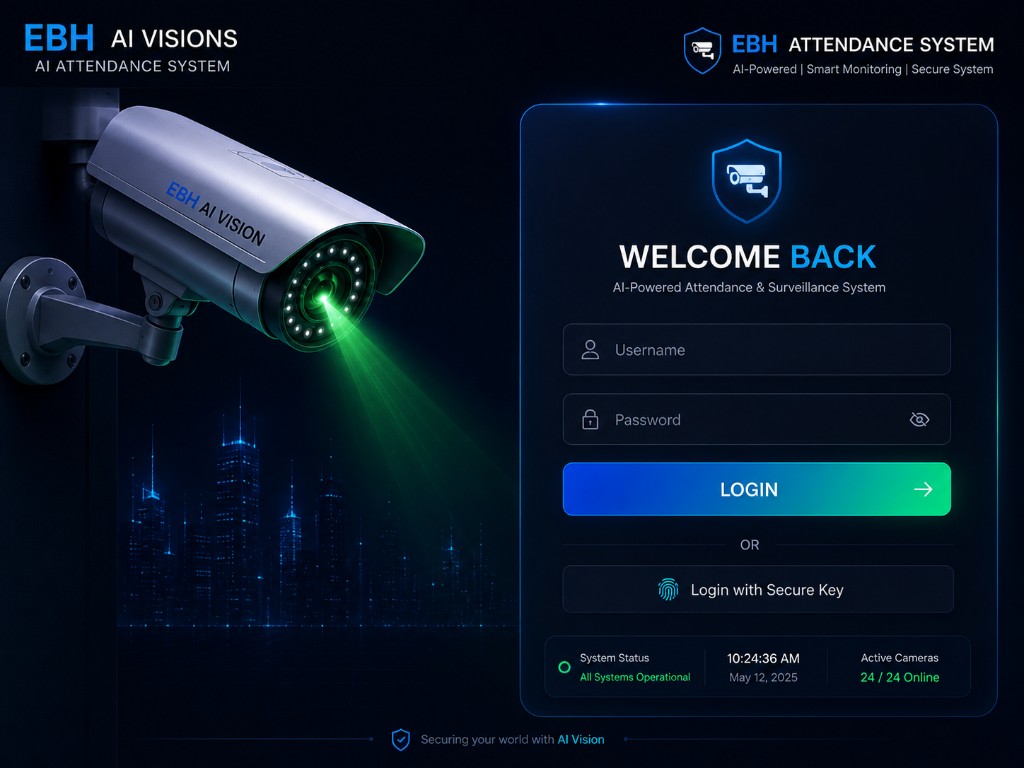 EBH AI VISIONS
AI ATTENDANCE SYSTEM
EBH ATTENDANCE SYSTEM
AI-Powered | Smart Monitoring | Secure System
EBH AI VISION
WELCOME BACK
AI-Powered Attendance & Surveillance System
Username
Password
LOGIN
OR
Login with Secure Key
System Status
All Systems Operational
10:24:36 AM
May 12, 2025
Active Cameras
24 / 24 Online
Securing your world with AI Vision